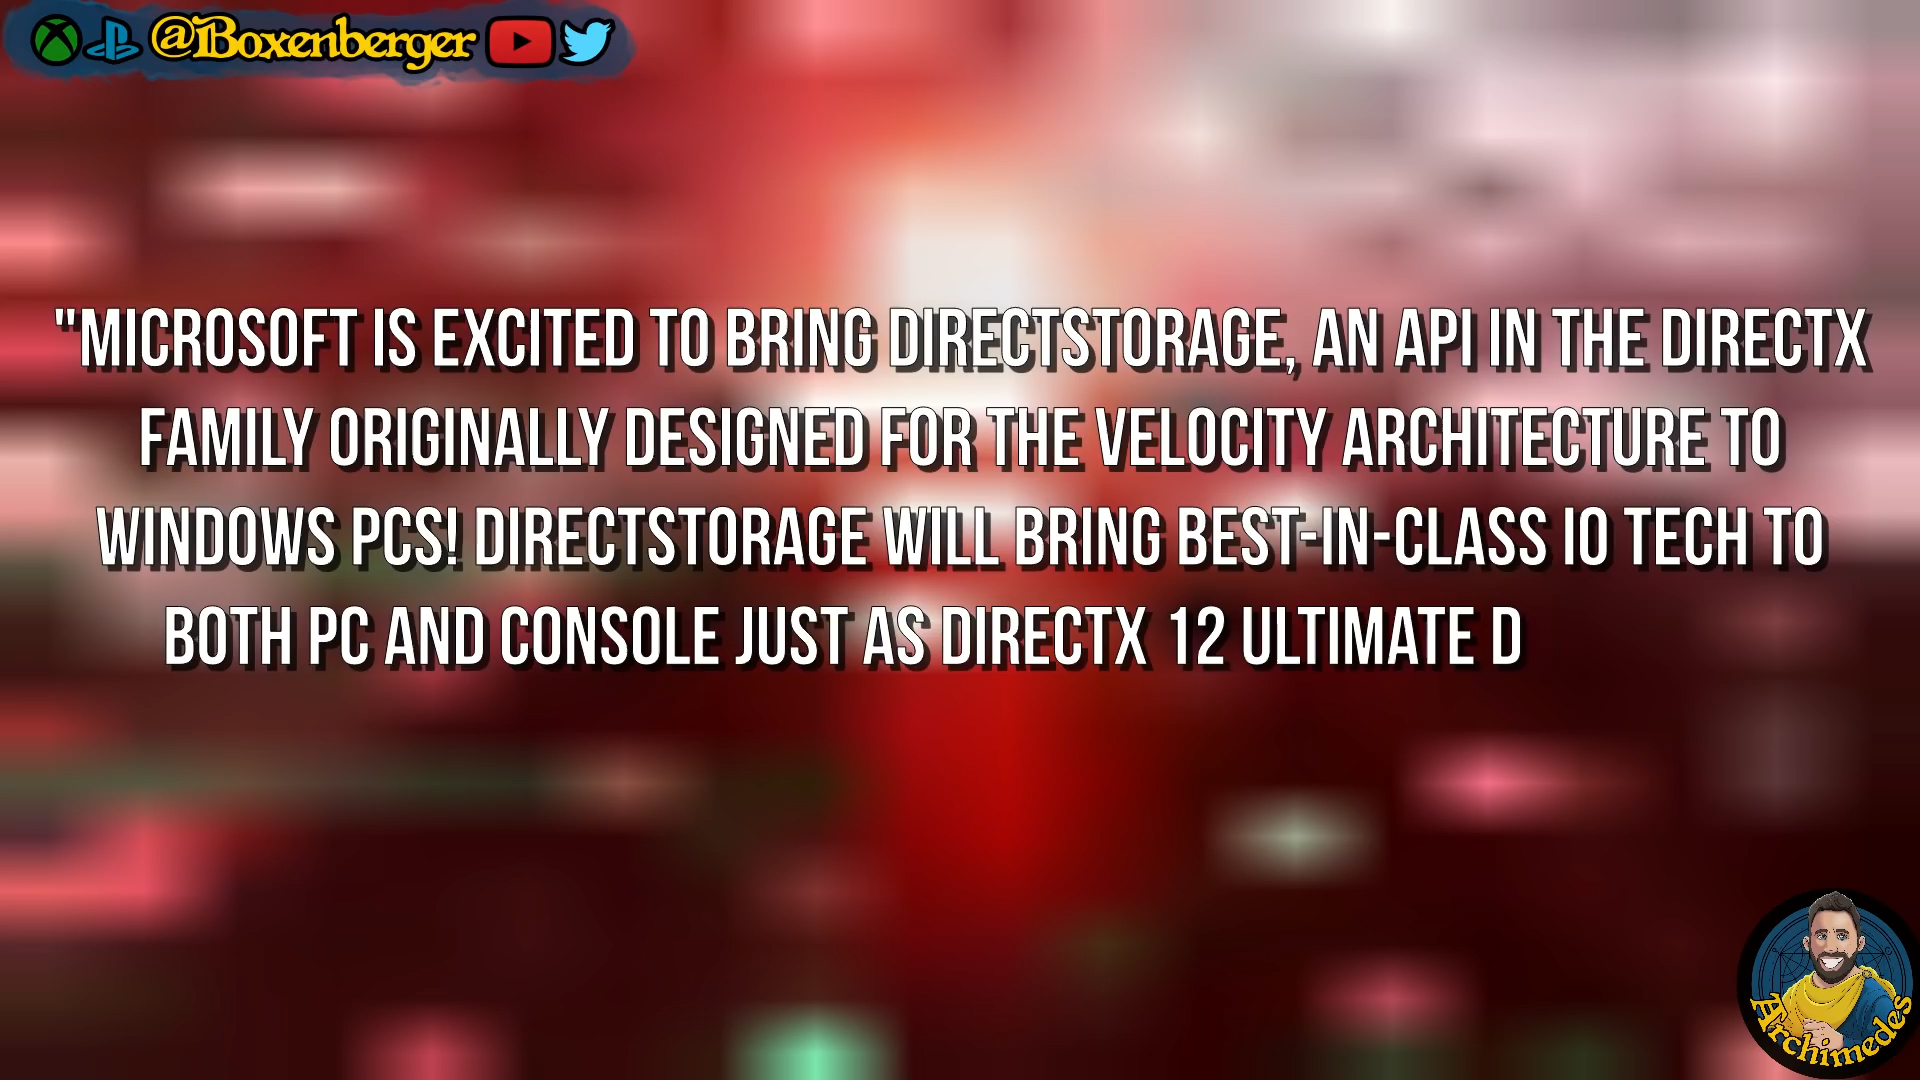 @Boxenberger
"MICROSOFT IS EXCITED TO BRING DIRECTSTORAGE, AN API IN THE DIRECTX
FAMILY ORIGINALLY DESIGNED FOR THE VELOCITY ARCHITECTURE TO
WINDOWS PCS! DIRECTSTORAGE WILL BRING BEST-IN-CLASS IO TECH TO
BOTH PC AND CONSOLE JUST AS DIRECTX 12 ULTIMATE D
Archimedes